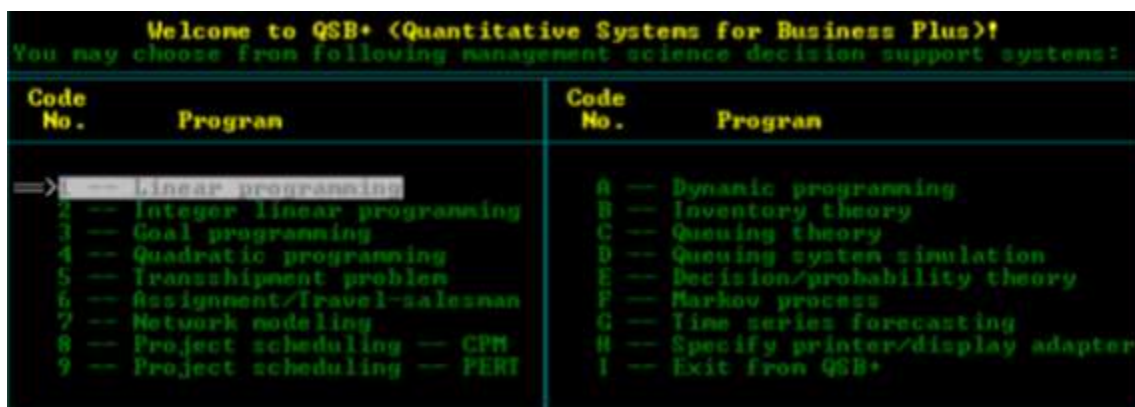 Welcome to QSB+ (Quantitative Systems for Business Plus)!
You may choose from following management science decision support systems:
Code No. Program
1 -- Linear programming
2 -- Integer linear programming
3 -- Goal programming
4 -- Quadratic programming
5 -- Transshipment problem
6 -- Assignment/Travel-salesman
7 -- Network modeling
8 -- Project scheduling -- CPM
9 -- Project scheduling -- PERT
Code No. Program
A -- Dynamic programming
B -- Inventory theory
C -- Queuing theory
D -- Queuing system simulation
E -- Decision/probability theory
F -- Markov process
G -- Time series forecasting
H -- Specify printer/display adapter
I -- Exit from QSB+